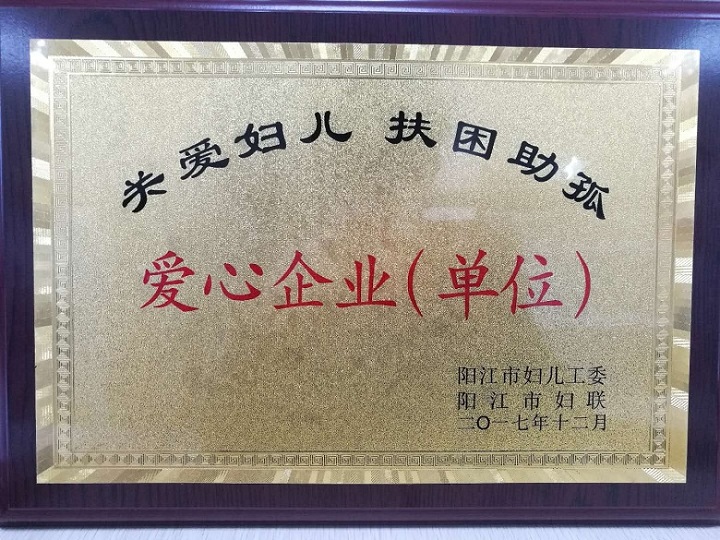 关爱妇儿 扶困助孤
爱心企业(单位)
阳江市妇儿工委
阳江市妇联
二〇一七年十二月